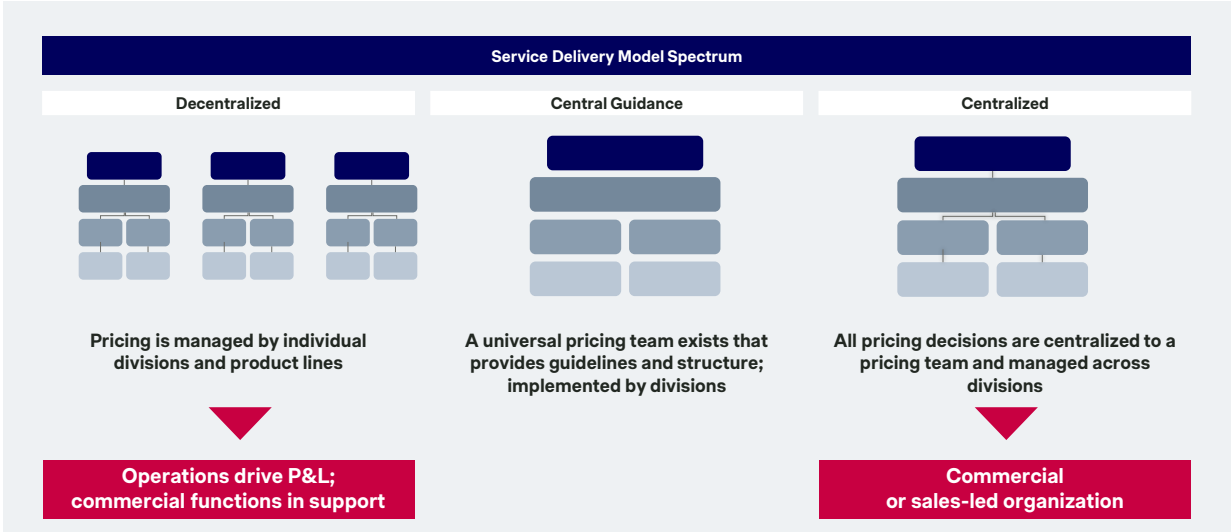 Service Delivery Model Spectrum
Decentralized
Central Guidance
Centralized
Pricing is managed by individual
divisions and product lines
A universal pricing team exists that
provides guidelines and structure;
implemented by divisions
All pricing decisions are centralized to a
pricing team and managed across
divisions
Operations drive P&L;
commercial functions in support
Commercial
or sales-led organization